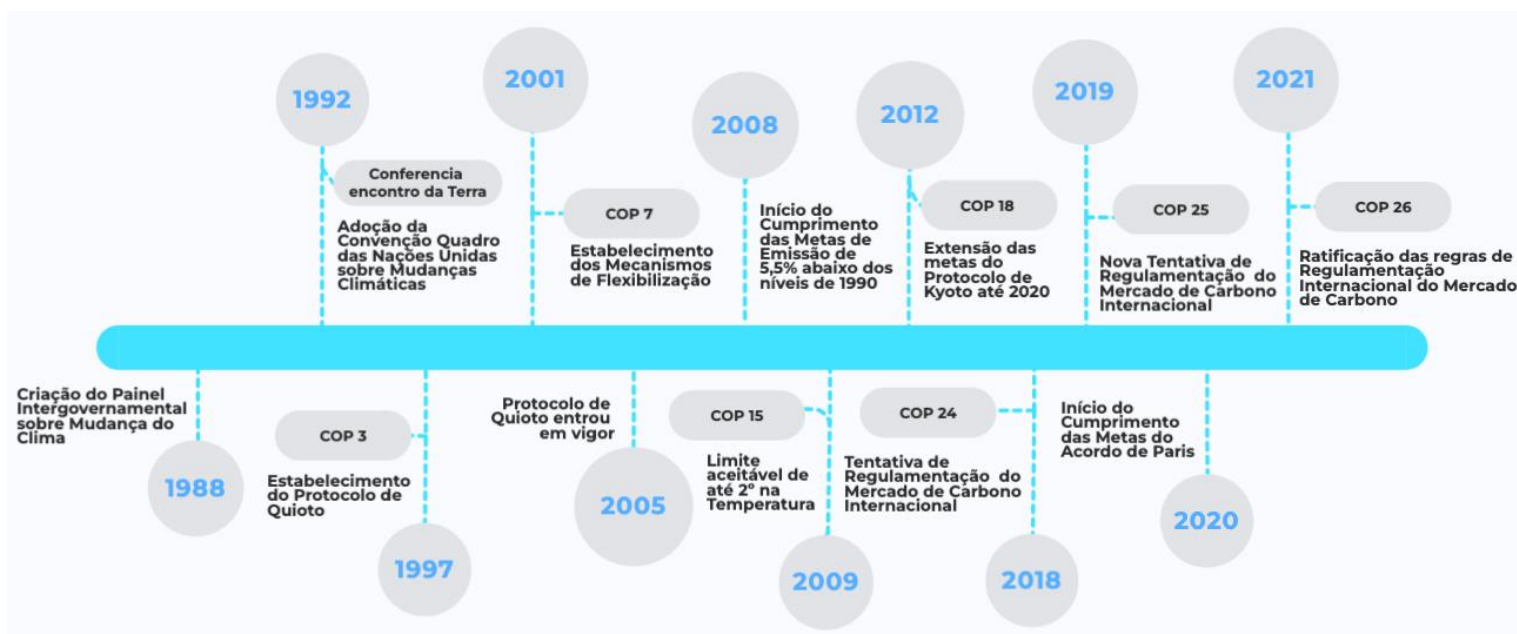 1992
Conferencia
encontro da Terra
Adoção da
Convenção Quadro
das Nações Unidas
sobre Mudanças
Climáticas
2001
COP 7
Estabelecimento
dos Mecanismos
de Flexibilização
2008
Início do
Cumprimento
das Metas de
Emissão de
5,5% abaixo dos
níveis de 1990
2012
COP 18
Extensão das
metas do
Protocolo de
Kyoto até 2020
2019
COP 25
Nova Tentativa de
Regulamentação do
Mercado de Carbono
Internacional
2021
COP 26
Ratificação das regras de
Regulamentação
Internacional do Mercado
de Carbono
Criação do Painel
Intergovernamental
sobre Mudança do
Clima
1988
COP 3
Estabelecimento
do Protocolo de
Quioto
1997
Protocolo de
Quioto entrou
em vigor
2005
COP 15
Limite
aceitável de
até 2º na
Temperatura
2009
COP 24
Tentativa de
Regulamentação do
Mercado de Carbono
Internacional
2018
Início do
Cumprimento
das Metas do
Acordo de Paris
2020